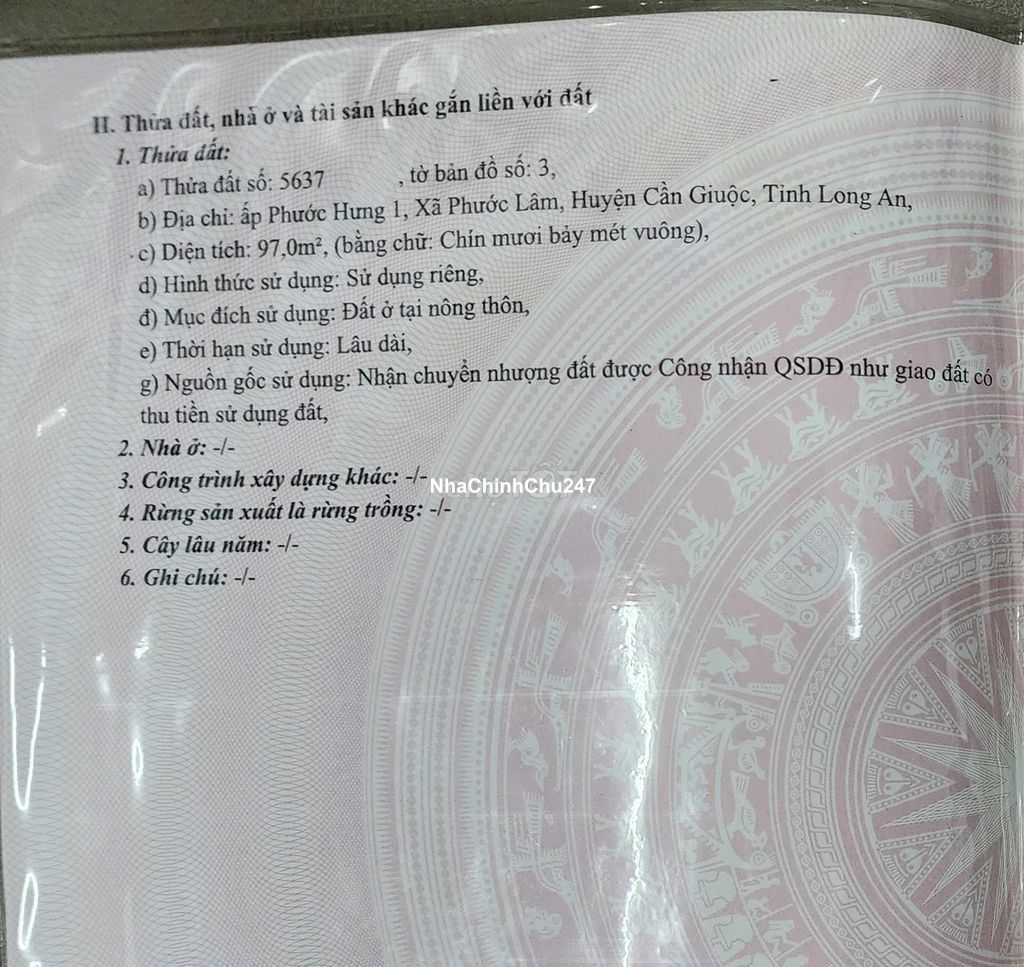 II. Thửa đất, nhà ở và tài sản khác gắn liền với đất
1. Thửa đất:
a) Thửa đất số: 5637 , tờ bản đồ số: 3,
b) Địa chỉ: ấp Phước Hưng 1, Xã Phước Lâm, Huyện Cần Giuộc, Tỉnh Long An,
c) Diện tích: 97,0m², (bằng chữ: Chín mươi bảy mét vuông),
d) Hình thức sử dụng: Sử dụng riêng,
đ) Mục đích sử dụng: Đất ở tại nông thôn,
e) Thời hạn sử dụng: Lâu dài,
g) Nguồn gốc sử dụng: Nhận chuyển nhượng đất được Công nhận QSDĐ như giao đất có
thu tiền sử dụng đất,
2. Nhà ở: -/-
3. Công trình xây dựng khác: -/-
NhaChinhChu247
4. Rừng sản xuất là rừng trồng: -/-
5. Cây lâu năm: -/-
6. Ghi chú: -/-